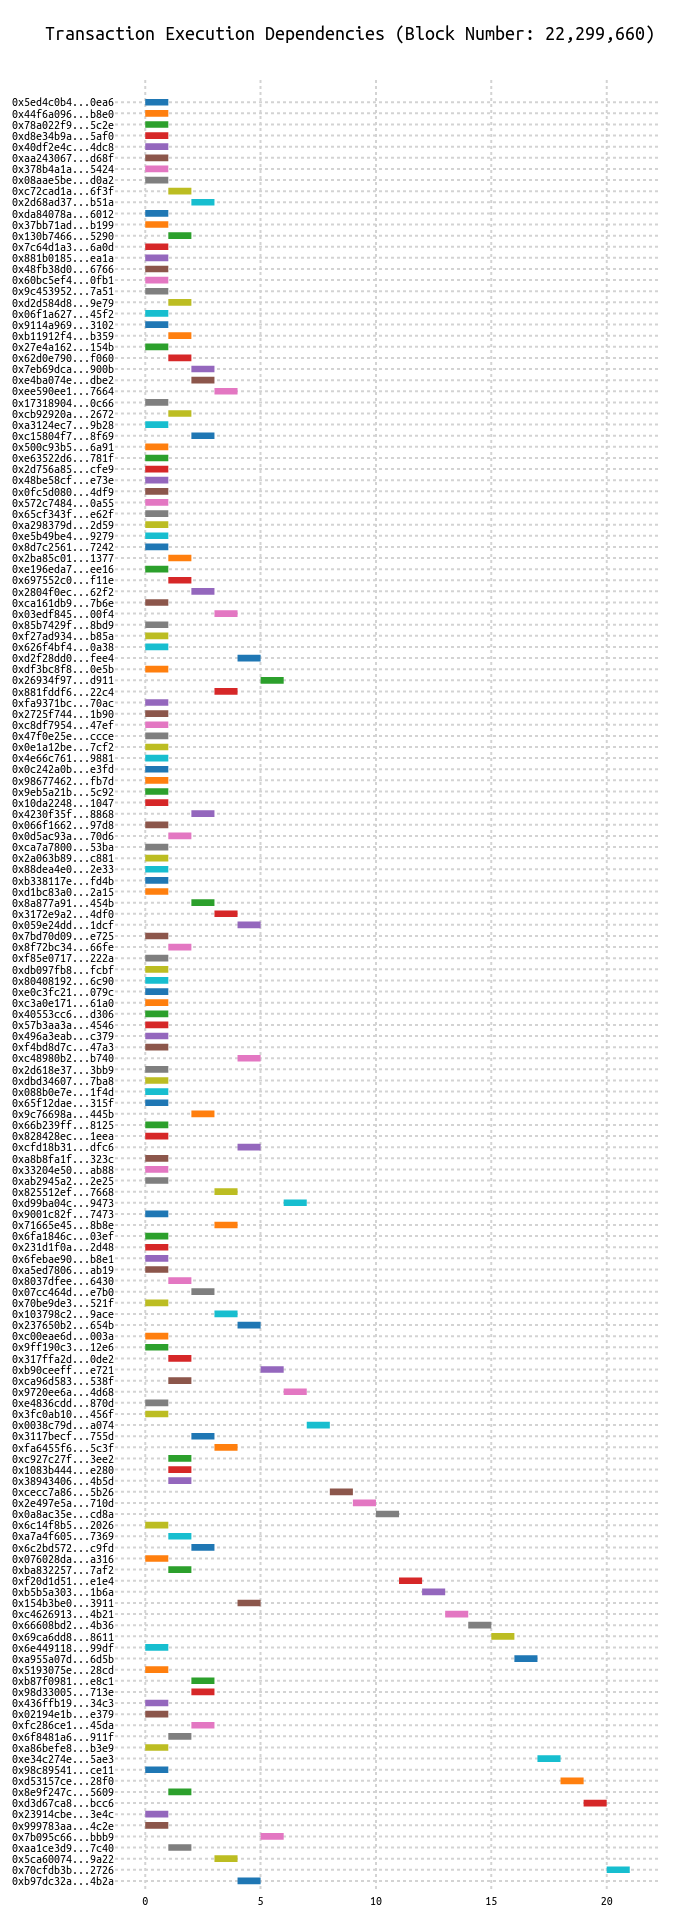 Transaction Execution Dependencies (Block Number: 22,299,660)
0x5ed4c0b4...0ea6
0x44f6a096...b8e0
0x78a022f9...5c2e
0xd8e34b9a...5af0
0x40df2e4c...4dc8
0xaa243067...d68f
0x378b4a1a...5424
0x08aae5be...d0a2
0xc72cad1a...6f3f
0x2d68ad37...b51a
0xda84078a...6012
0x37bb71ad...b199
0x130b7466...5290
0x7c64d1a3...6a0d
0x881b0185...ea1a
0x48fb38d0...6766
0x60bc5ef4...0fb1
0x9c453952...7a51
0xd2d584d8...9e79
0x06f1a627...45f2
0x9114a969...3102
0xb11912f4...b359
0x27e4a162...154b
0x62d0e790...f060
0x7eb69dca...900b
0xe4ba074e...dbe2
0xee590ee1...7664
0x17318904...0c66
0xcb92920a...2672
0xa3124ec7...9b28
0xc15804f7...8f69
0x500c93b5...6a91
0xe63522d6...781f
0x2d756a85...cfe9
0x48be58cf...e73e
0x0fc5d080...4df9
0x572c7484...0a55
0x65cf343f...e62f
0xa298379d...2d59
0xe5b49be4...9279
0x8d7c2561...7242
0x2ba85c01...1377
0xe196eda7...ee16
0x697552c0...f11e
0x2804f0ec...62f2
0xca161db9...7b6e
0x03edf845...00f4
0x85b7429f...8bd9
0xf27ad934...b85a
0x626f4bf4...0a38
0xd2f28dd0...fee4
0xdf3bc8f8...0e5b
0x26934f97...d911
0x881fddf6...22c4
0xfa9371bc...70ac
0x2725f744...1b90
0xc8df7954...47ef
0x47f0e25e...ccce
0x0e1a12be...7cf2
0x4e66c761...9881
0x0c242a0b...e3fd
0x98677462...fb7d
0x9eb5a21b...5c92
0x10da2248...1047
0x4230f35f...8868
0x066f1662...97d8
0x0d5ac93a...70d6
0xca7a7800...53ba
0x2a063b89...c881
0x88dea4e0...2e33
0xb338117e...fd4b
0xd1bc83a0...2a15
0x8a877a91...454b
0x3172e9a2...4df0
0x059e24dd...1dcf
0x7bd70d09...e725
0x8f72bc34...66fe
0xf85e0717...222a
0xdb097fb8...fcbf
0x80408192...6c90
0xe0c3fc21...079c
0xc3a0e171...61a0
0x40553cc6...d306
0x57b3aa3a...4546
0x496a3eab...c379
0xf4bd8d7c...47a3
0xc48980b2...b740
0x2d618e37...3bb9
0xdbd34607...7ba8
0x088b0e7e...1f4d
0x65f12dae...315f
0x9c76698a...445b
0x66b239ff...8125
0x828428ec...1eea
0xcfd18b31...dfc6
0xa8b8fa1f...323c
0x33204e50...ab88
0xab2945a2...2e25
0x825512ef...7668
0xd99ba04c...9473
0x9001c82f...7473
0x71665e45...8b8e
0x6fa1846c...03ef
0x231d1f0a...2d48
0x6febae90...b8e1
0xa5ed7806...ab19
0x8037dfee...6430
0x07cc464d...e7b0
0x70be9de3...521f
0x103798c2...9ace
0x237650b2...654b
0xc00eae6d...003a
0x9ff190c3...12e6
0x317ffa2d...0de2
0xb90ceeff...e721
0xca96d583...538f
0x9720ee6a...4d68
0xe4836cdd...870d
0x3fc0ab10...456f
0x0038c79d...a074
0x3117becf...755d
0xfa6455f6...5c3f
0xc927c27f...3ee2
0x1083b444...e280
0x38943406...4b5d
0xcecc7a86...5b26
0x2e497e5a...710d
0x0a8ac35e...cd8a
0x6c14f8b5...2026
0xa7a4f605...7369
0x6c2bd572...c9fd
0x076028da...a316
0xba832257...7af2
0xf20d1d51...e1e4
0xb5b5a303...1b6a
0x154b3be0...3911
0xc4626913...4b21
0x66608bd2...4b36
0x69ca6dd8...8611
0x6e449118...99df
0xa955a07d...6d5b
0x5193075e...28cd
0xb87f0981...e8c1
0x98d33005...713e
0x436ffb19...34c3
0x02194e1b...e379
0xfc286ce1...45da
0x6f8481a6...911f
0xa86befe8...b3e9
0xe34c274e...5ae3
0x98c89541...ce11
0xd53157ce...28f0
0x8e9f247c...5609
0xd3d67ca8...bcc6
0x23914cbe...3e4c
0x999783aa...4c2e
0x7b095c66...bbb9
0xaa1ce3d9...7c40
0x5ca60074...9a22
0x70cfdb3b...2726
0xb97dc32a...4b2a
0 5 10 15 20